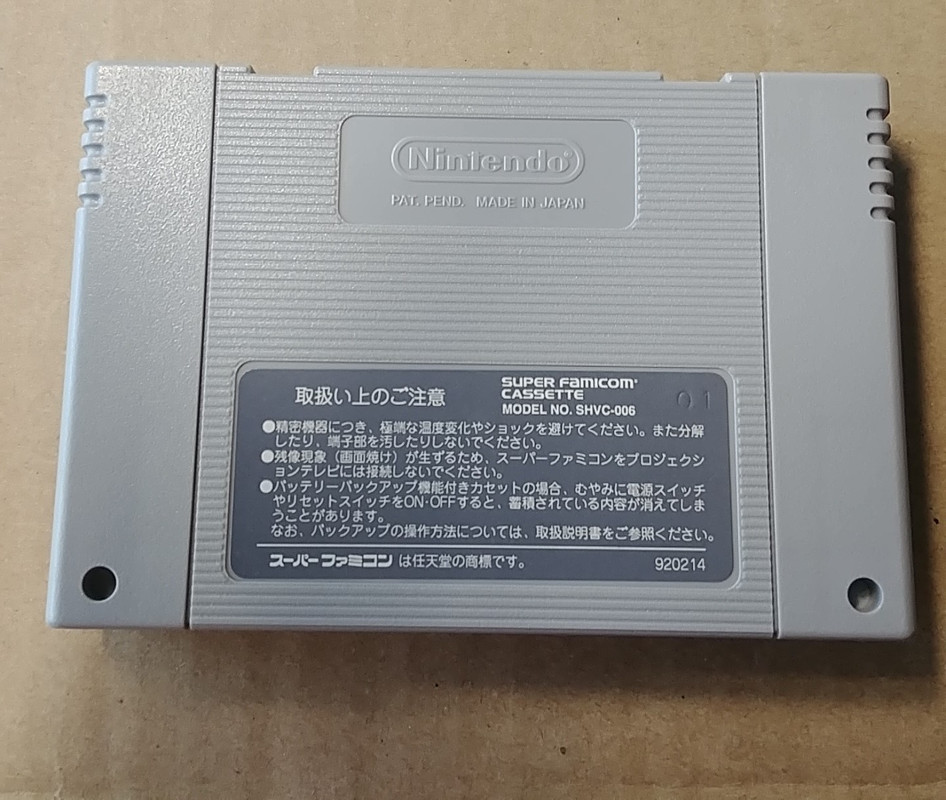 Nintendo®
PAT. PEND. MADE IN JAPAN
取扱い上のご注意
SUPER FAMICOM®
CASSETTE
MODEL NO. SHVC-006
01
●精密機器につき、極端な温度変化やショックを避けてください。また分解
したり、端子部を汚したりしないでください。
●残像現象（画面焼け）が生ずるため、スーパーファミコンをプロジェクシ
ョンテレビには接続しないでください。
●バッテリーバックアップ機能付きカセットの場合、むやみに電源スイッチ
やリセットスイッチをON・OFFすると、蓄積されている内容が消えてしま
うことがあります。
なお、バックアップの操作方法については、取扱説明書をご参照ください。
スーパーファミコン は任天堂の商標です。
920214